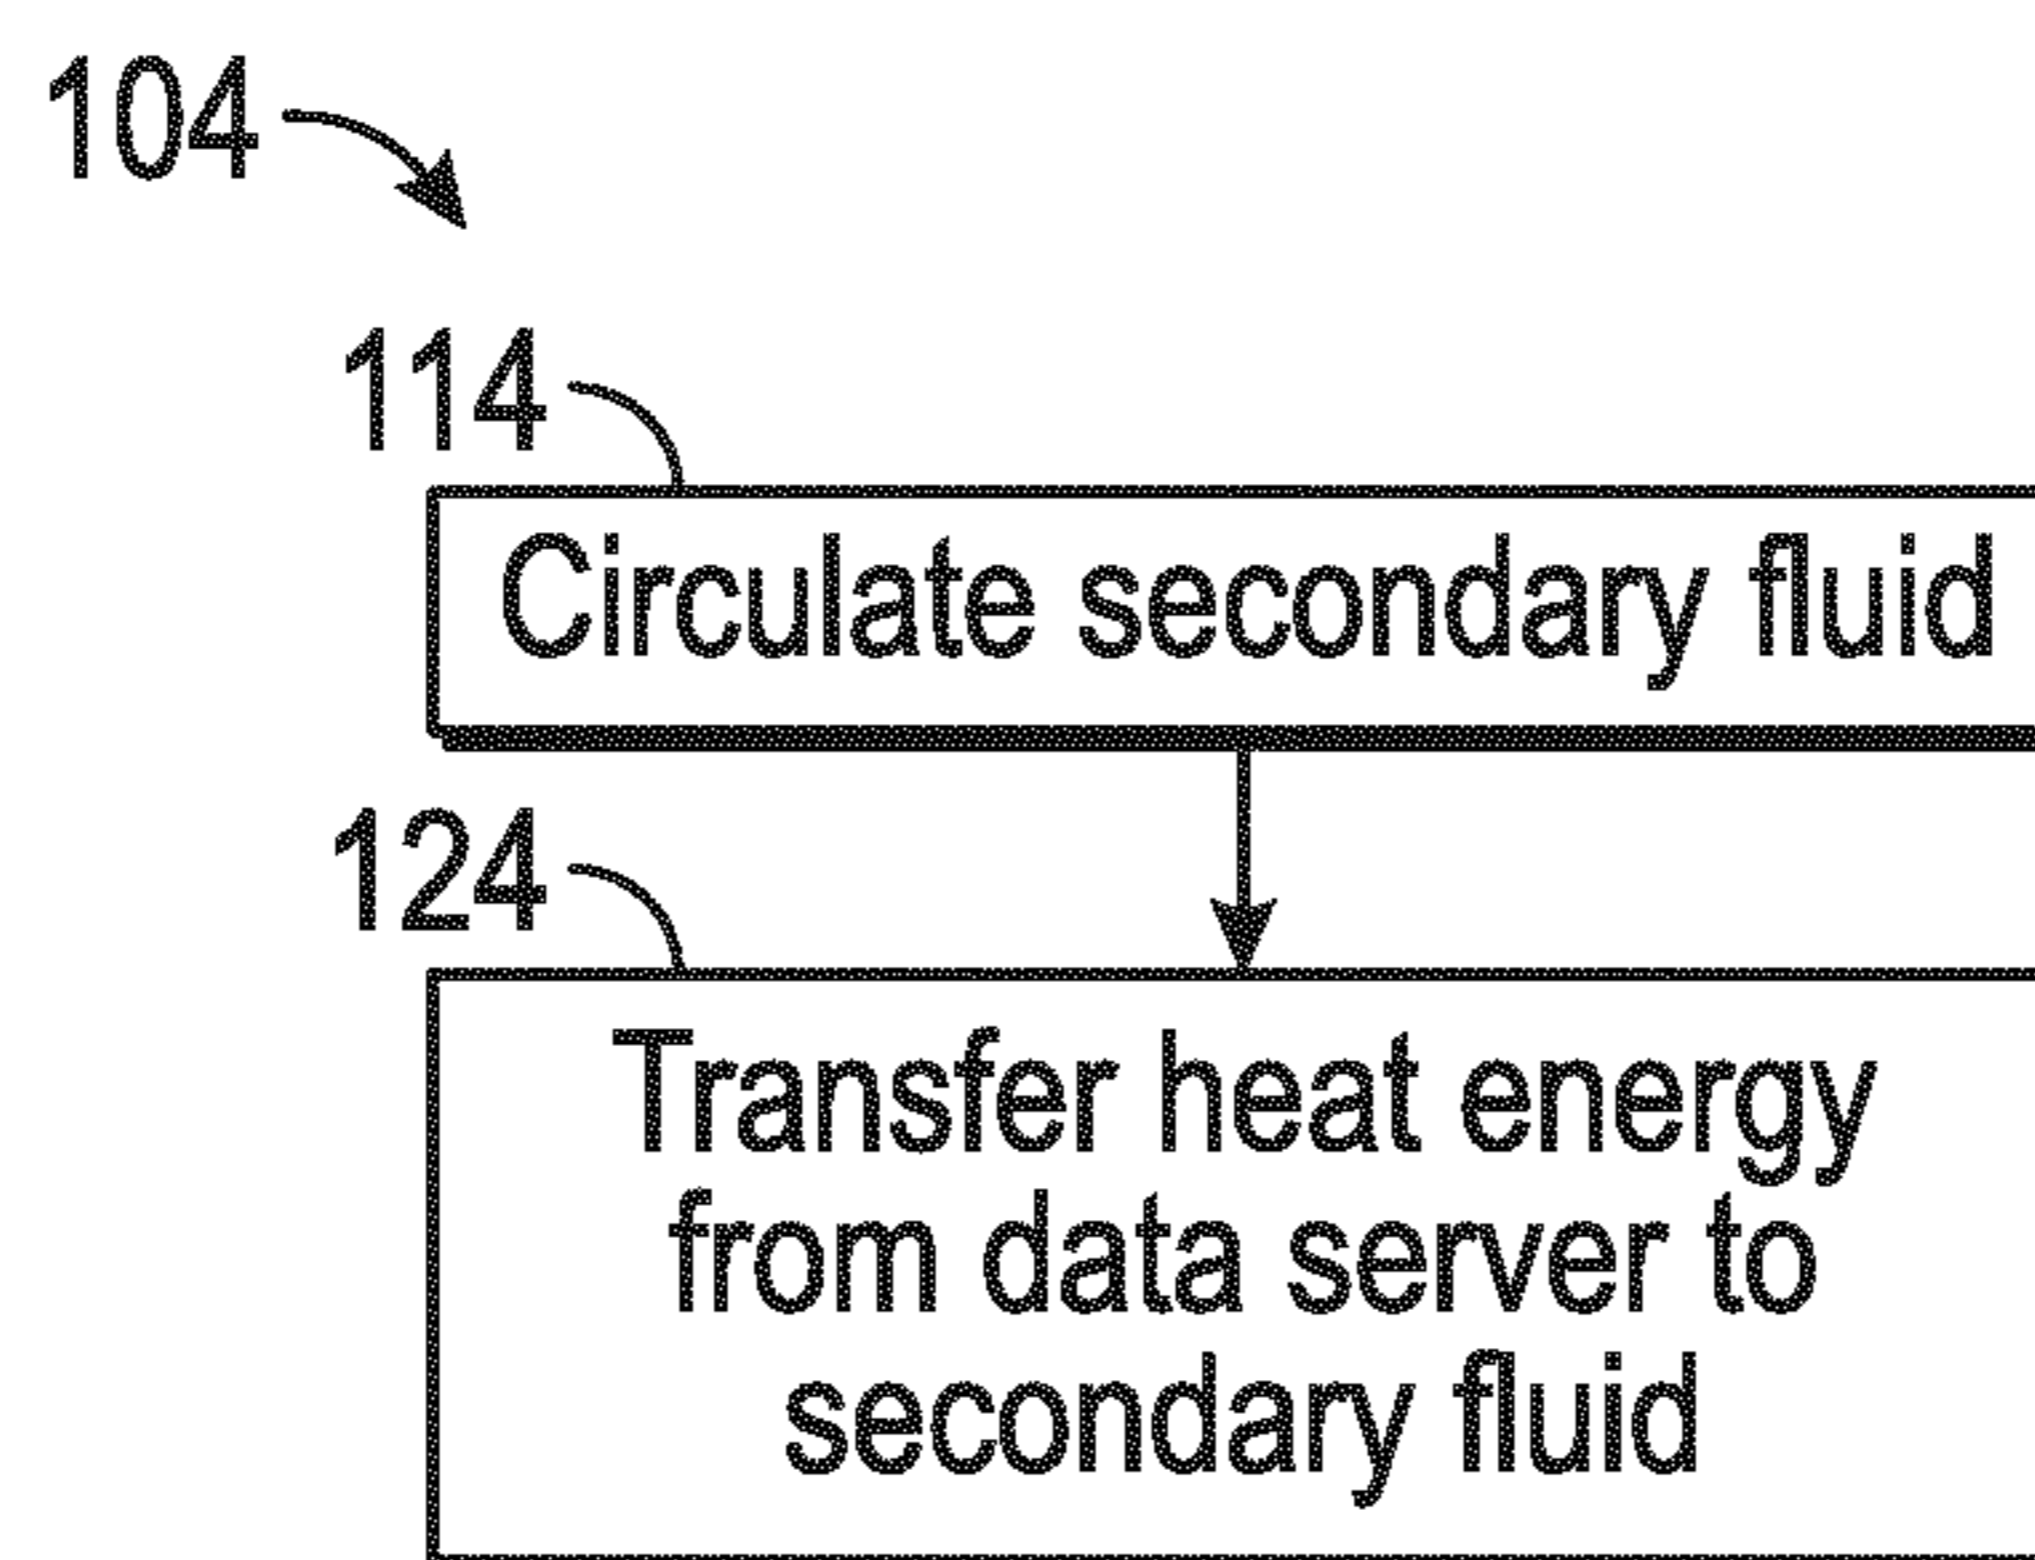 104
114
Circulate secondary fluid
124
Transfer heat energy
from data server to
secondary fluid